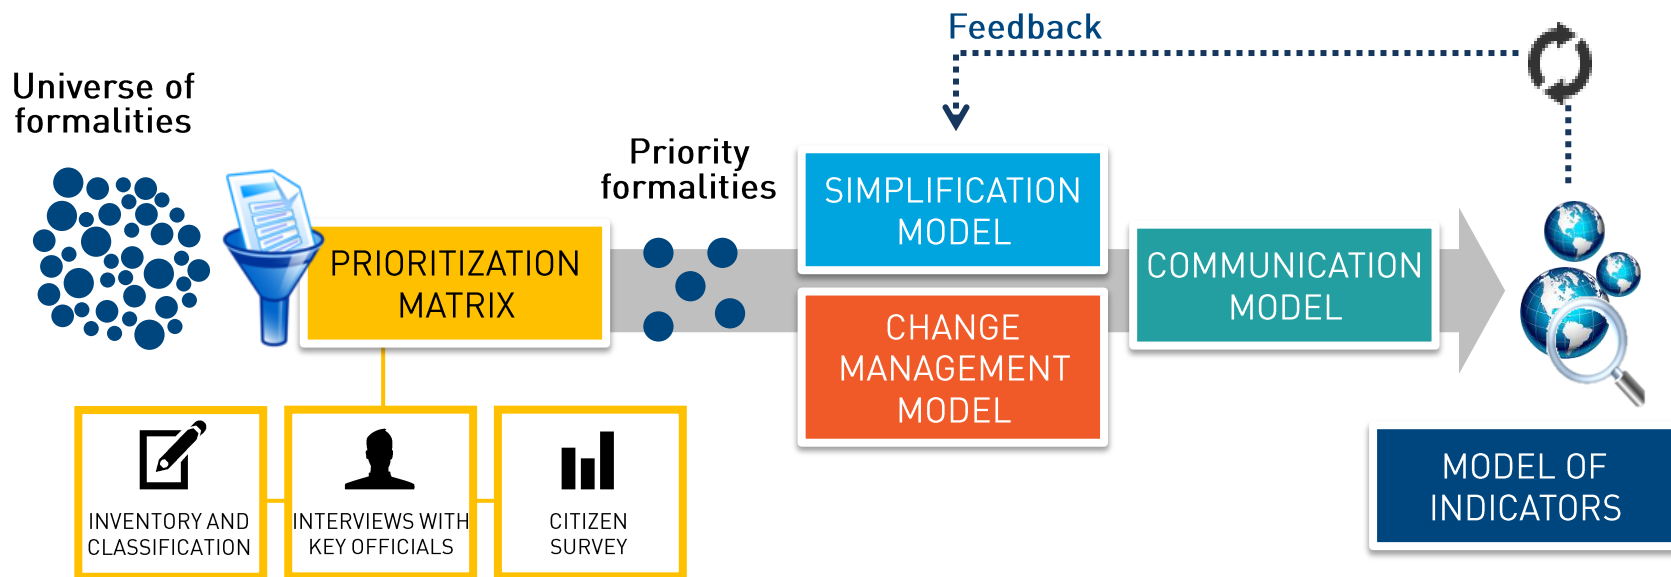 Feedback
Universe of
formalities
Priority
formalities
PRIORITIZATION
MATRIX
SIMPLIFICATION
MODEL
CHANGE
MANAGEMENT
MODEL
COMMUNICATION
MODEL
MODEL OF
INDICATORS
INVENTORY AND
CLASSIFICATION
INTERVIEWS WITH
KEY OFFICIALS
CITIZEN
SURVEY